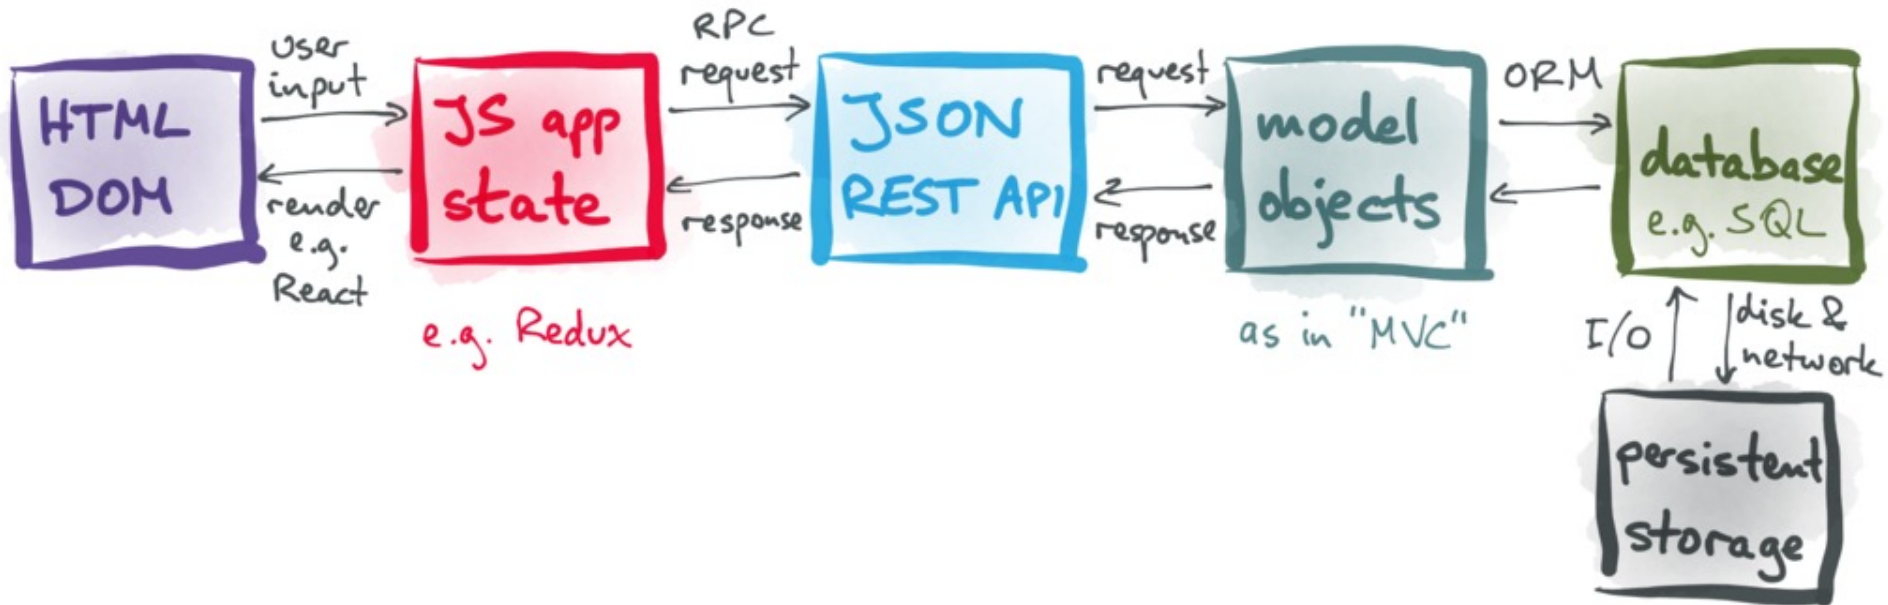 HTML
DOM
user
input
render
e.g.
React
JS app
state
e.g. Redux
RPC
request
response
JSON
REST API
request
response
model
objects
as in "MVC"
ORM
database
e.g. SQL
I/O
disk &
network
persistent
storage